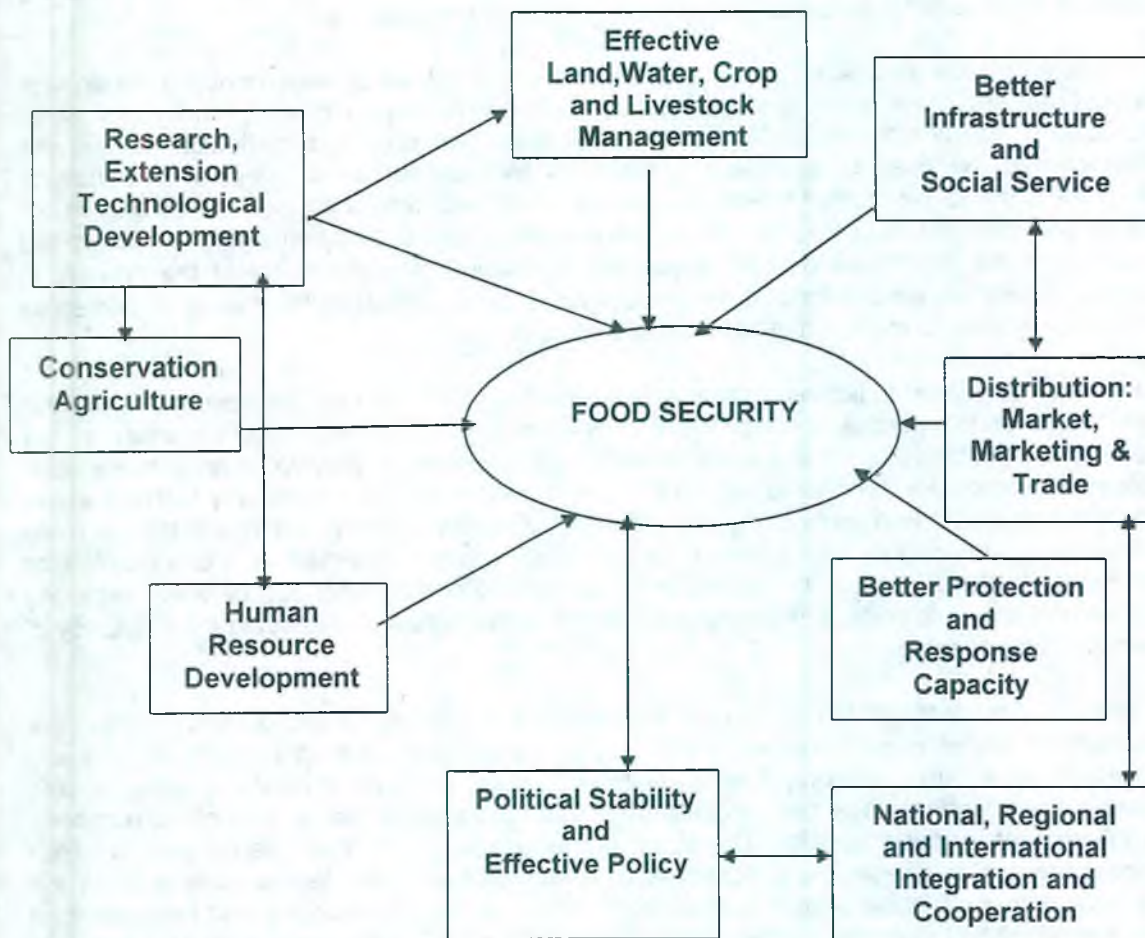 Effective
Land,Water, Crop
and Livestock
Management
Better
Infrastructure
and
Social Service
Research,
Extension
Technological
Development
Conservation
Agriculture
FOOD SECURITY
Distribution:
Market,
Marketing &
Trade
Human
Resource
Development
Better Protection
and
Response
Capacity
Political Stability
and
Effective Policy
National, Regional
and International
Integration and
Cooperation